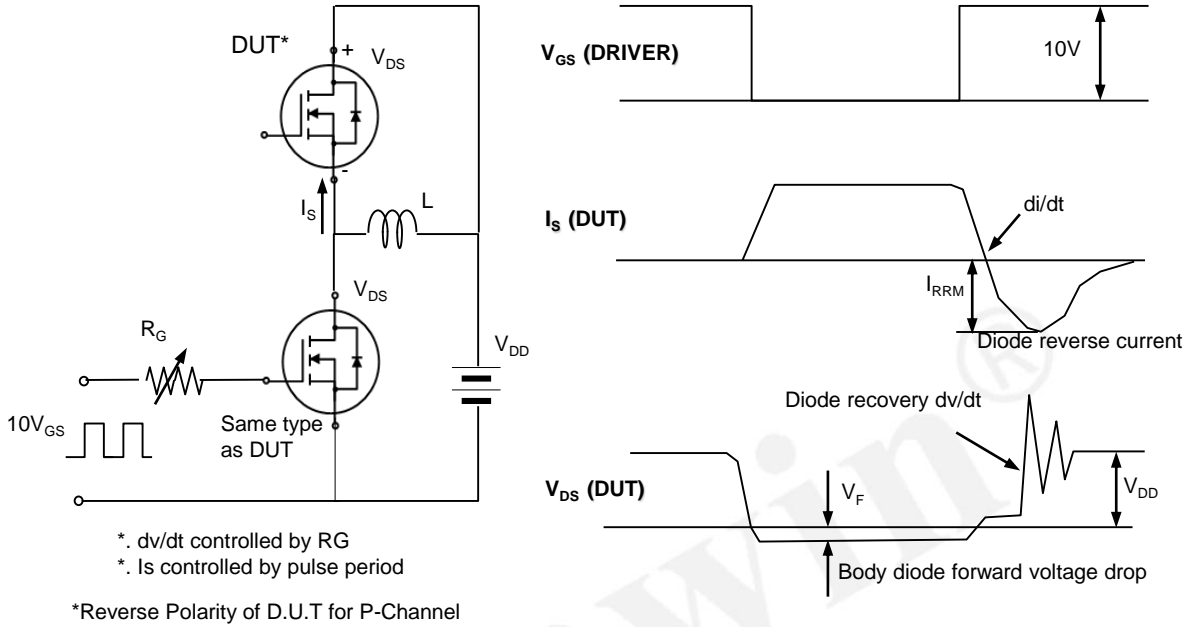 DUT*
+
V_DS
-
I_S
L
V_DS
R_G
V_DD
10V_GS
Same type
as DUT
*. dv/dt controlled by RG
*. Is controlled by pulse period
*Reverse Polarity of D.U.T for P-Channel
V_GS (DRIVER)
10V
I_S (DUT)
di/dt
I_RRM
Diode reverse current
Diode recovery dv/dt
V_DS (DUT)
V_F
V_DD
Body diode forward voltage drop
win
®